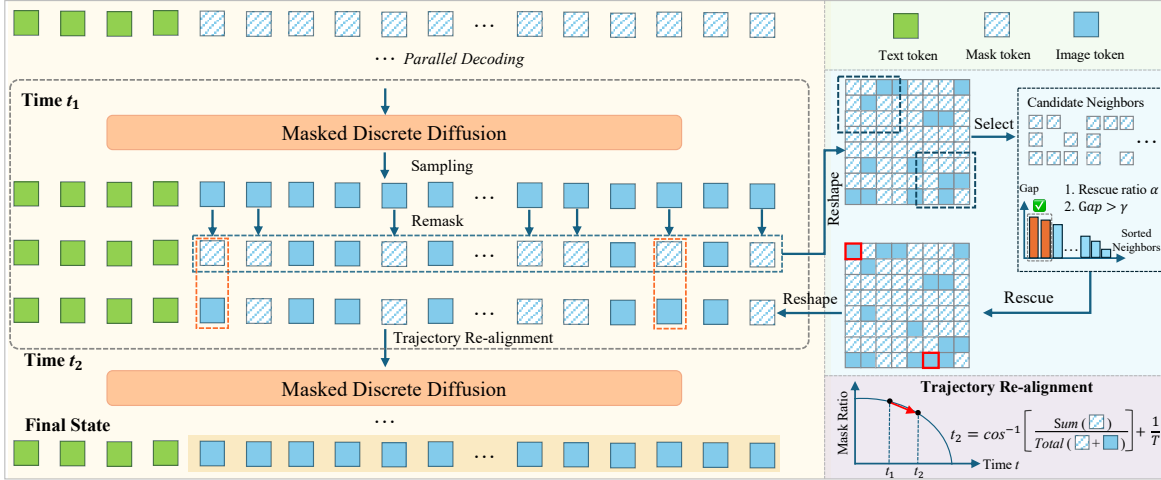 ... Parallel Decoding
Time t₁
Masked Discrete Diffusion
Sampling
...
Remask
...
...
Trajectory Re-alignment
Time t₂
Masked Discrete Diffusion
...
Final State
...
Text token
Mask token
Image token
Reshape
Select
Candidate Neighbors
...
Gap
1. Rescue ratio α
2. Gap > γ
...
Sorted
Neighbors
Rescue
Reshape
Trajectory Re-alignment
Mask Ratio
t₂ = cos⁻¹ [ Sum ( ) / Total ( + ) ] + 1/T
t₁
t₂
Time t